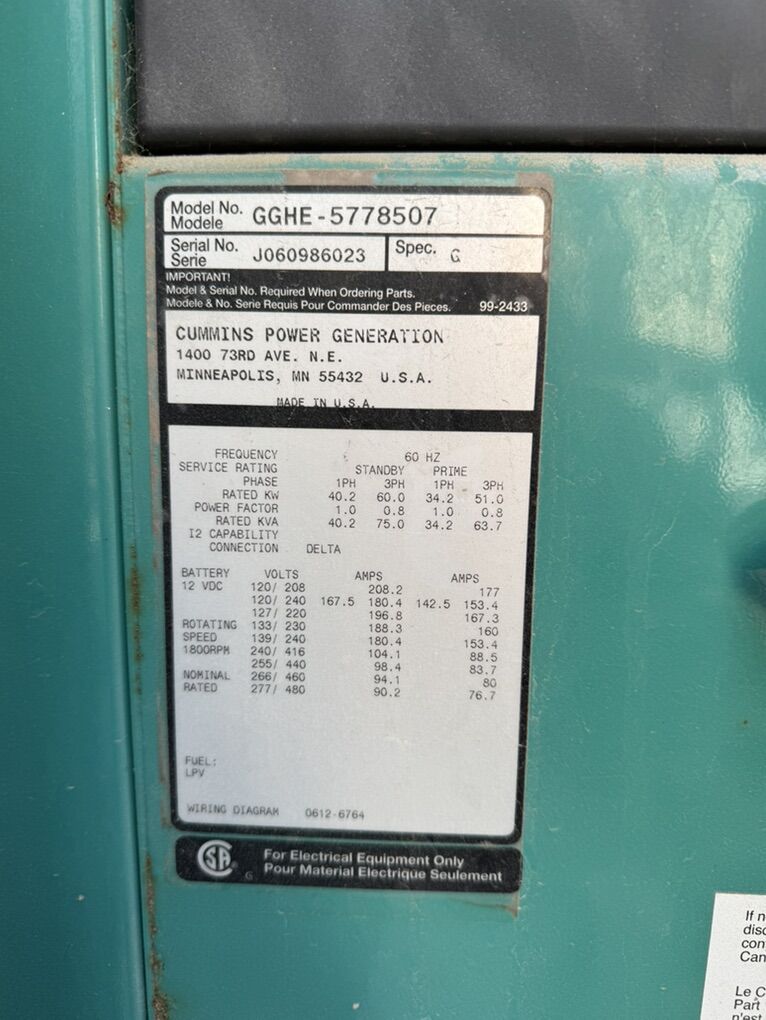 Model No. GGHE-5778507
Modele
Serial No. J060986023 Spec. G
Serie
IMPORTANT!
Model & Serial No. Required When Ordering Parts.
Modele & No. Serie Requis Pour Commander Des Pieces. 99-2433
CUMMINS POWER GENERATION
1400 73RD AVE. N.E.
MINNEAPOLIS, MN 55432 U.S.A.
MADE IN U.S.A.
FREQUENCY 60 HZ
SERVICE RATING STANDBY PRIME
PHASE 1PH 3PH 1PH 3PH
RATED KW 40.2 60.0 34.2 51.0
POWER FACTOR 1.0 0.8 1.0 0.8
RATED KVA 40.2 75.0 34.2 63.7
I2 CAPABILITY
CONNECTION DELTA
BATTERY VOLTS AMPS AMPS
12 VDC 120/ 208 208.2 177
120/ 240 167.5 180.4 142.5 153.4
127/ 220 196.8 167.3
ROTATING 133/ 230 188.3 160
SPEED 139/ 240 180.4 153.4
1800RPM 240/ 416 104.1 88.5
255/ 440 98.4 83.7
NOMINAL 266/ 460 94.1 80
RATED 277/ 480 90.2 76.7
FUEL:
LPV
WIRING DIAGRAM 0612-6764
SA G For Electrical Equipment Only
Pour Material Electrique Seulement
If n
disc
con
Can
Le C
Part
n'est